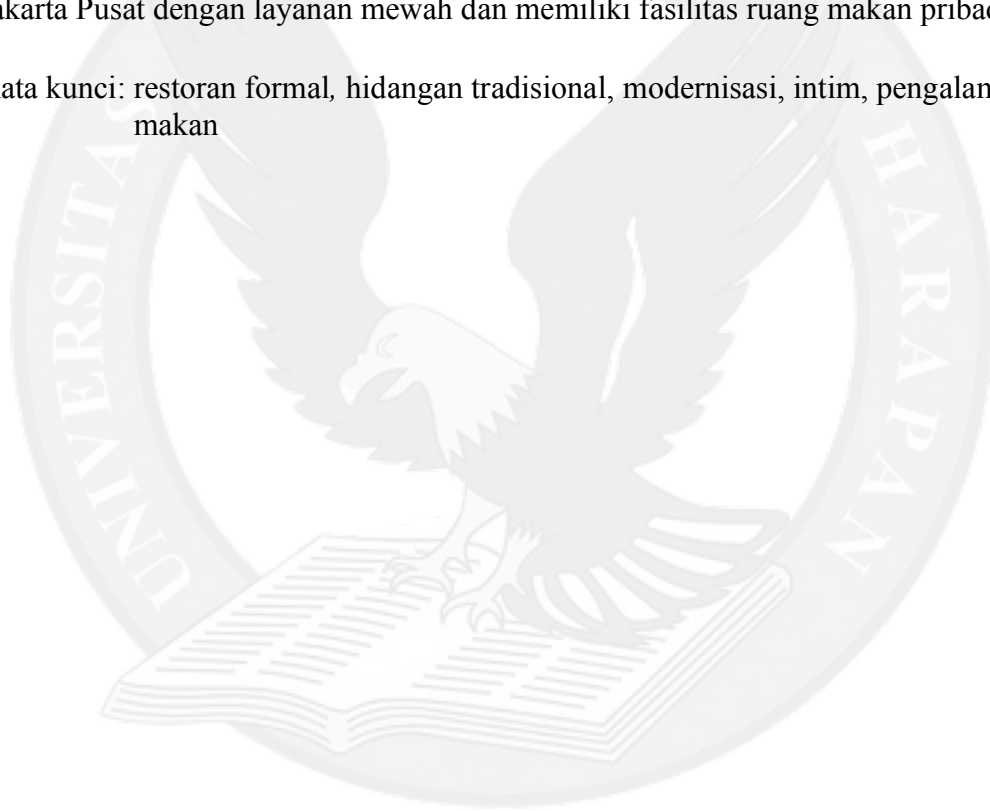 akarta Pusat dengan layanan mewah dan memiliki fasilitas ruang makan pribad
ata kunci: restoran formal, hidangan tradisional, modernisasi, intim, pengalam
makan
UNIVERSITAS
HARAPAN